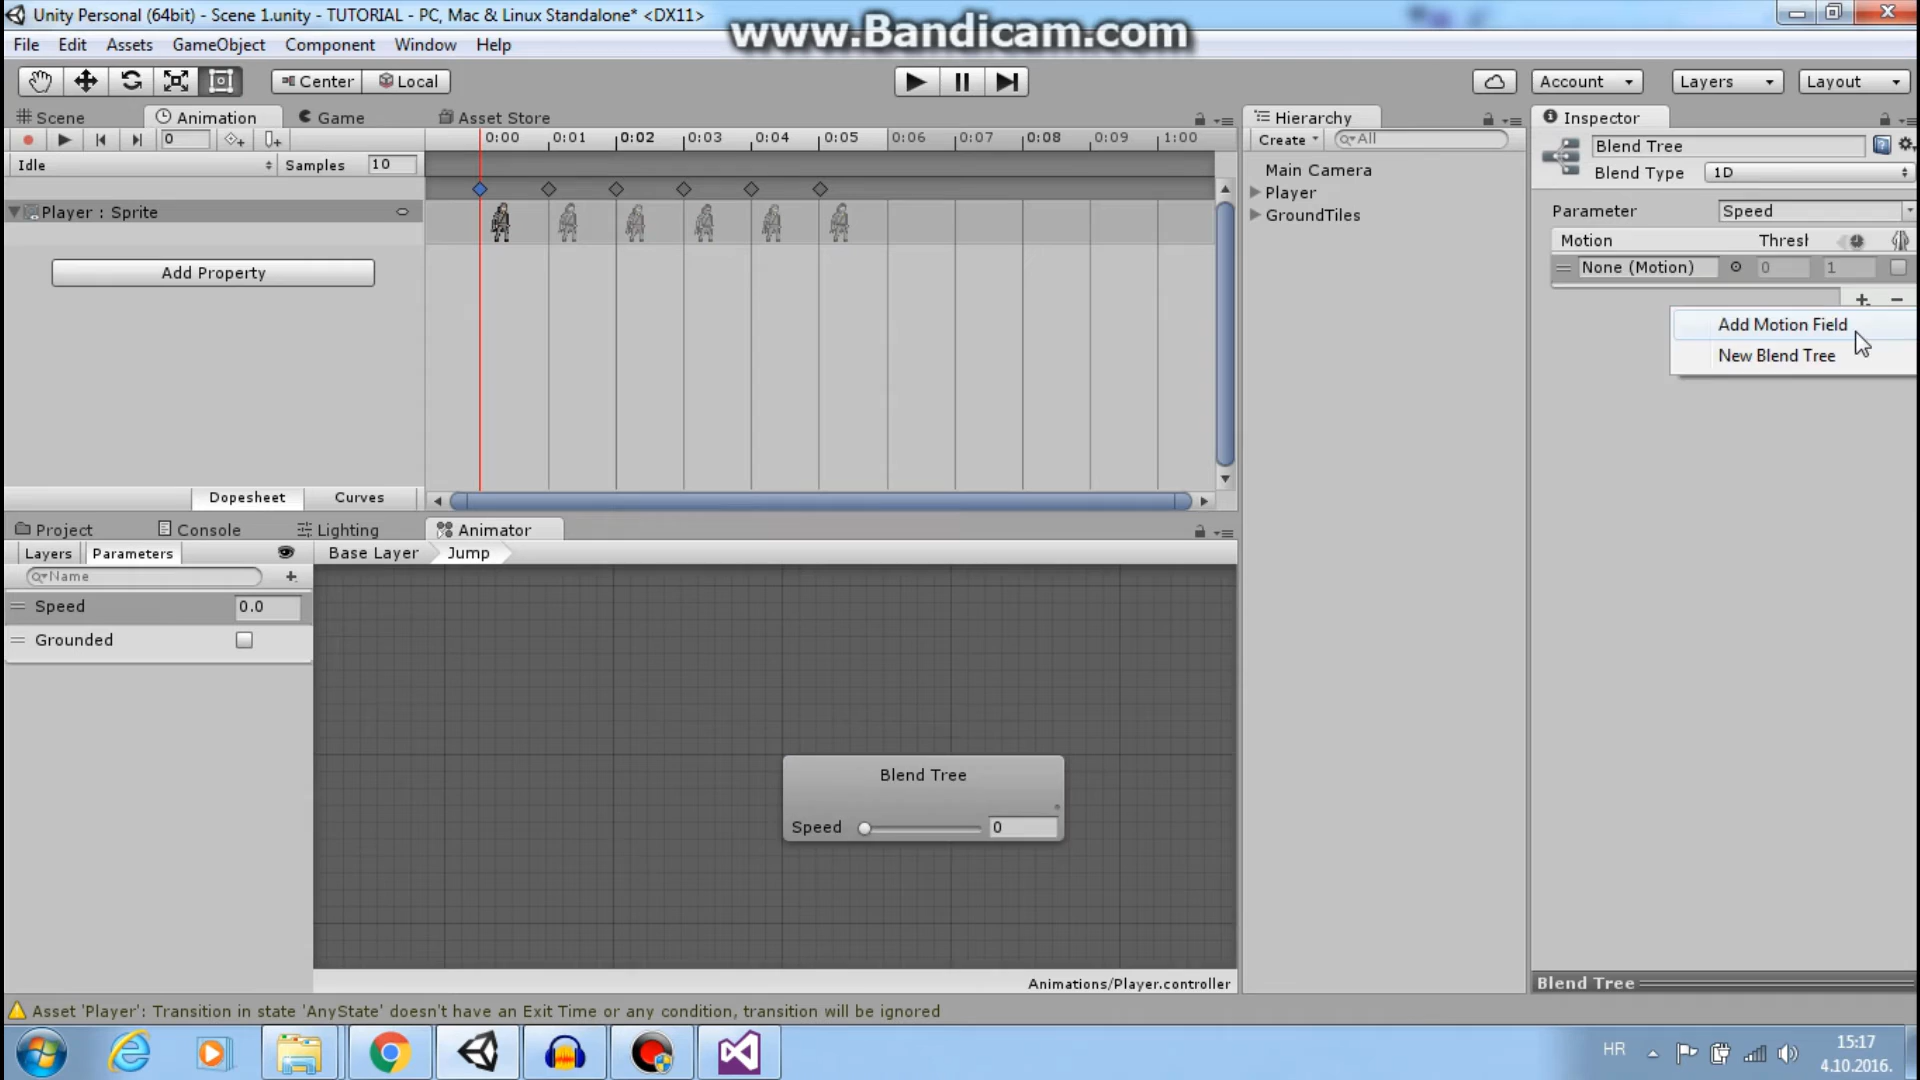 Unity Personal (64bit) - Scene 1.unity - TUTORIAL - PC, Mac & Linux Standalone* <DX11>
www.Bandicam.com
File Edit Assets GameObject Component Window Help
Center Local Account Layers Layout
Scene Animation Game Asset Store Hierarchy Inspector
0 0:00 0:01 0:02 0:03 0:04 0:05 0:06 0:07 0:08 0:09 1:00 Create All Blend Tree
Idle Samples 10 Main Camera Blend Type 1D
Player
Player : Sprite GroundTiles Parameter Speed
Motion Thresh
None (Motion) 0 1
Add Property
Add Motion Field
New Blend Tree
Dopesheet Curves
Project Console Lighting Animator
Layers Parameters Base Layer Jump
Name
Speed 0.0
Grounded
Blend Tree
Speed 0
Animations/Player.controller Blend Tree
Asset 'Player': Transition in state 'AnyState' doesn't have an Exit Time or any condition, transition will be ignored
HR 15:17
4.10.2016.